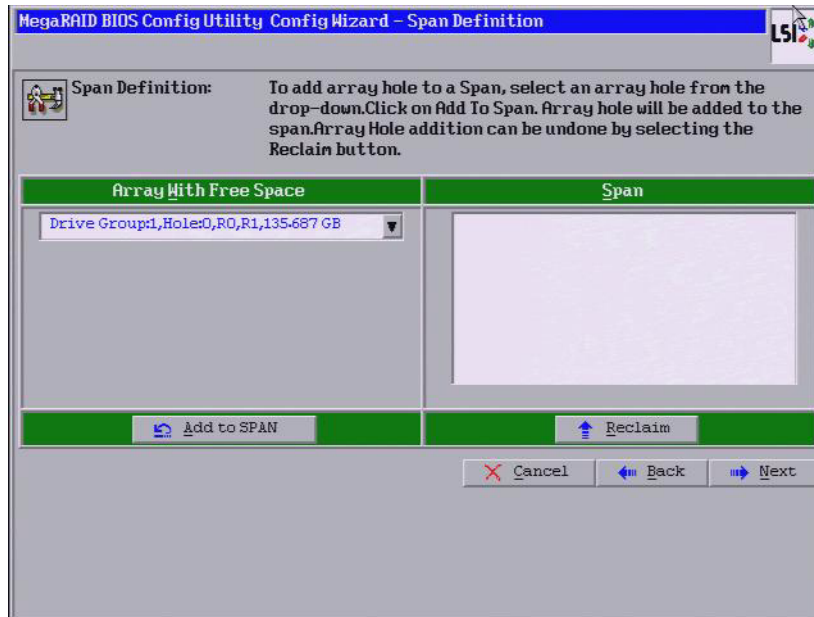 MegaRAID BIOS Config Utility Config Wizard - Span Definition
LSI
Span Definition:
To add array hole to a Span, select an array hole from the
drop-down.Click on Add To Span. Array hole will be added to the
span.Array Hole addition can be undone by selecting the
Reclaim button.
Array With Free Space
Span
Drive Group:1,Hole:0,R0,R1,135.687 GB
Add to SPAN
Reclaim
Cancel
Back
Next